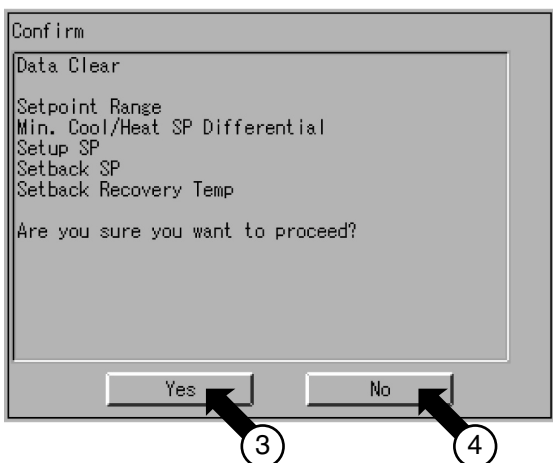 Confirm
Data Clear
Setpoint Range
Min. Cool/Heat SP Differential
Setup SP
Setback SP
Setback Recovery Temp
Are you sure you want to proceed?
Yes No
3 4